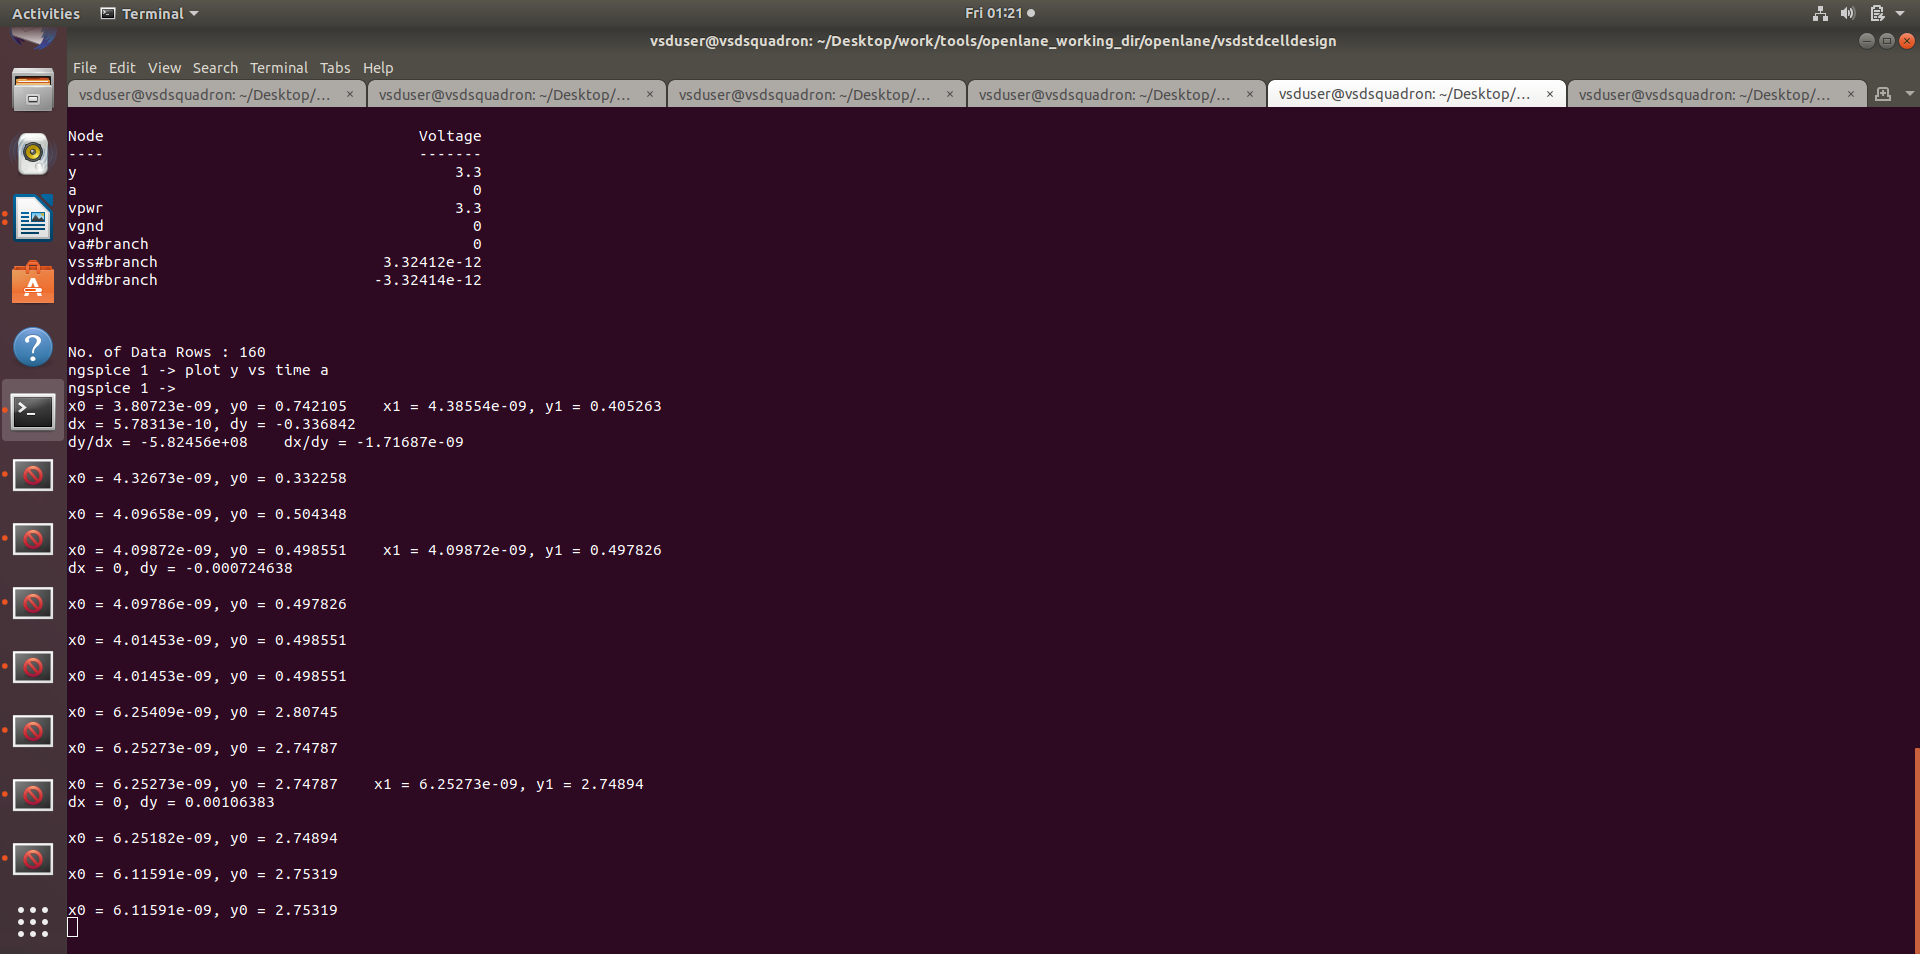 Activities Terminal Fri 01:21
vsduser@vsdsquadron: ~/Desktop/work/tools/openlane_working_dir/openlane/vsdstdcelldesign
File Edit View Search Terminal Tabs Help
vsduser@vsdsquadron: ~/Desktop/... × vsduser@vsdsquadron: ~/Desktop/... × vsduser@vsdsquadron: ~/Desktop/... × vsduser@vsdsquadron: ~/Desktop/... × vsduser@vsdsquadron: ~/Desktop/... × vsduser@vsdsquadron: ~/Desktop/... ×
Node Voltage
---- -------
y 3.3
a 0
vpwr 3.3
vgnd 0
va#branch 0
vss#branch 3.32412e-12
vdd#branch -3.32414e-12
No. of Data Rows : 160
ngspice 1 -> plot y vs time a
ngspice 1 ->
x0 = 3.80723e-09, y0 = 0.742105 x1 = 4.38554e-09, y1 = 0.405263
dx = 5.78313e-10, dy = -0.336842
dy/dx = -5.82456e+08 dx/dy = -1.71687e-09
x0 = 4.32673e-09, y0 = 0.332258
x0 = 4.09658e-09, y0 = 0.504348
x0 = 4.09872e-09, y0 = 0.498551 x1 = 4.09872e-09, y1 = 0.497826
dx = 0, dy = -0.000724638
x0 = 4.09786e-09, y0 = 0.497826
x0 = 4.01453e-09, y0 = 0.498551
x0 = 4.01453e-09, y0 = 0.498551
x0 = 6.25409e-09, y0 = 2.80745
x0 = 6.25273e-09, y0 = 2.74787
x0 = 6.25273e-09, y0 = 2.74787 x1 = 6.25273e-09, y1 = 2.74894
dx = 0, dy = 0.00106383
x0 = 6.25182e-09, y0 = 2.74894
x0 = 6.11591e-09, y0 = 2.75319
x0 = 6.11591e-09, y0 = 2.75319